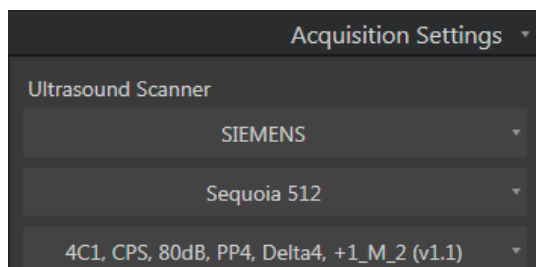 Acquisition Settings
Ultrasound Scanner
SIEMENS
Sequoia 512
4C1, CPS, 80dB, PP4, Delta4, +1_M_2 (v1.1)